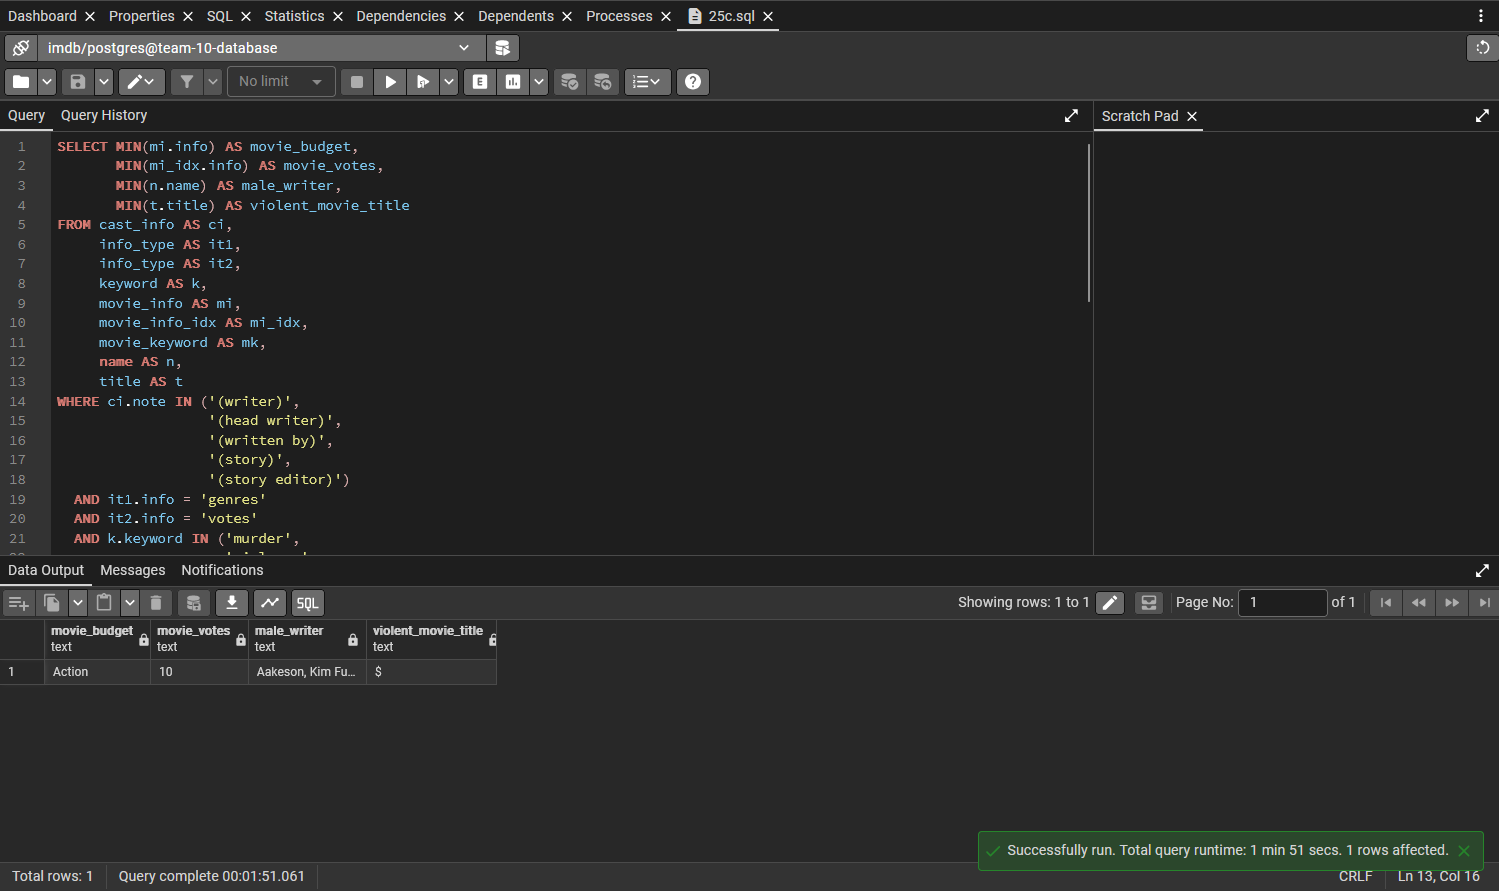 Dashboard Properties SQL Statistics Dependencies Dependents Processes 25c.sql
imdb/postgres@team-10-database
No limit E
Query Query History Scratch Pad
1 SELECT MIN(mi.info) AS movie_budget,
2 MIN(mi_idx.info) AS movie_votes,
3 MIN(n.name) AS male_writer,
4 MIN(t.title) AS violent_movie_title
5 FROM cast_info AS ci,
6 info_type AS it1,
7 info_type AS it2,
8 keyword AS k,
9 movie_info AS mi,
10 movie_info_idx AS mi_idx,
11 movie_keyword AS mk,
12 name AS n,
13 title AS t
14 WHERE ci.note IN ('(writer)',
15 '(head writer)',
16 '(written by)',
17 '(story)',
18 '(story editor)')
19 AND it1.info = 'genres'
20 AND it2.info = 'votes'
21 AND k.keyword IN ('murder',
Data Output Messages Notifications
SQL Showing rows: 1 to 1 Page No: 1 of 1
movie_budget movie_votes male_writer violent_movie_title
text text text text
1 Action 10 Aakeson, Kim Fu... $
Successfully run. Total query runtime: 1 min 51 secs. 1 rows affected.
Total rows: 1 Query complete 00:01:51.061 CRLF Ln 13, Col 16